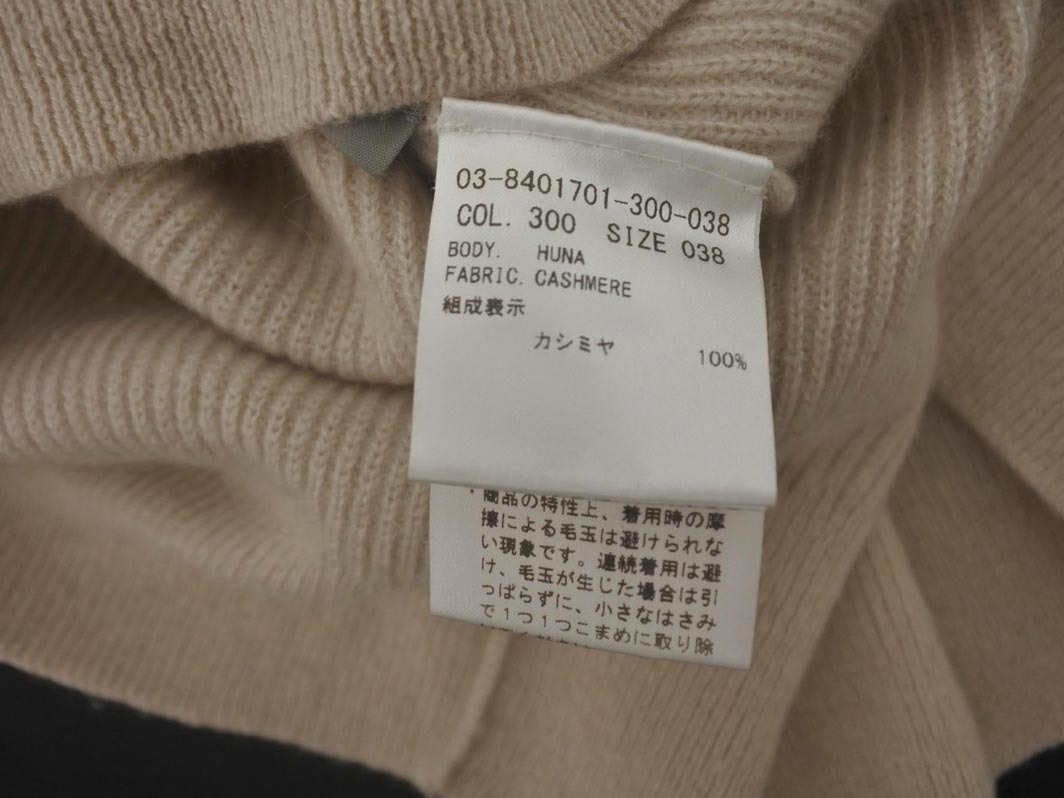 03-8401701-300-038
COL. 300 SIZE 038
BODY. HUNA
FABRIC. CASHMERE
組成表示
カシミヤ 100%
・商品の特性上、着用時の摩
擦による毛玉は避けられな
い現象です。連続着用は避
け、毛玉が生じた場合は引
っぱらずに、小さなはさみ
で1つ1つこまめに取り除